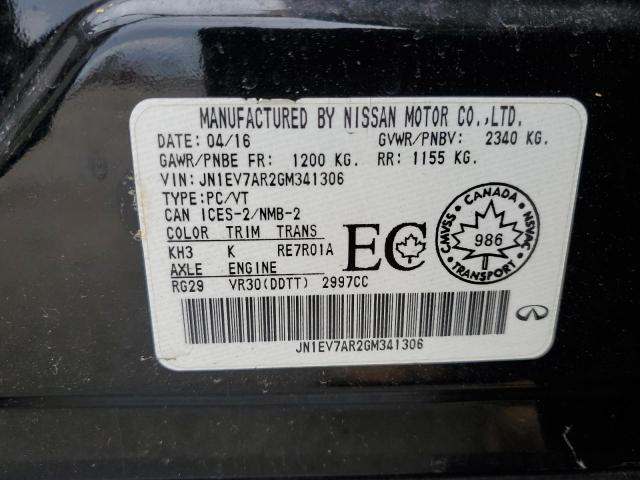 MANUFACTURED BY NISSAN MOTOR CO.,LTD.
DATE: 04/16 GVWR/PNBV: 2340 KG.
GAWR/PNBE FR: 1200 KG. RR: 1155 KG.
VIN: JN1EV7AR2GM341306
TYPE: PC/VT
CAN ICES-2/NMB-2
COLOR TRIM TRANS
KH3 K RE7R01A
AXLE ENGINE
RG29 VR30(DDTT) 2997CC
EC
CANADA
CMVSS 986 NSVAC
TRANSPORT
JN1EV7AR2GM341306